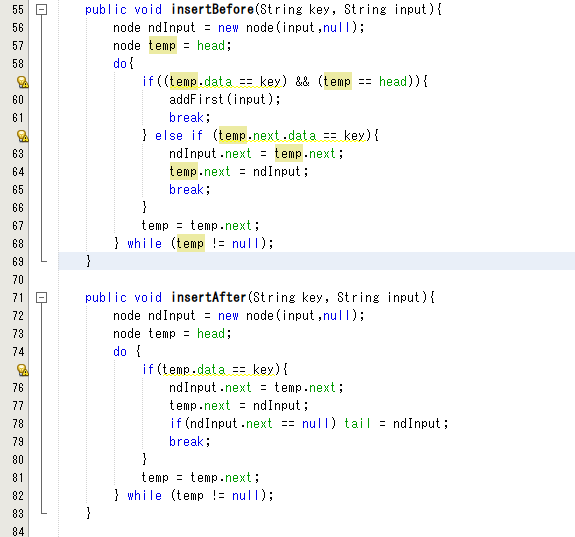 55 public void insertBefore(String key, String input){
56 node ndInput = new node(input,null);
57 node temp = head;
58 do{
if((temp.data == key) && (temp == head)){
60 addFirst(input);
61 break;
} else if (temp.next.data == key){
63 ndInput.next = temp.next;
64 temp.next = ndInput;
65 break;
66 }
67 temp = temp.next;
68 } while (temp != null);
69 }
70
71 public void insertAfter(String key, String input){
72 node ndInput = new node(input,null);
73 node temp = head;
74 do {
if(temp.data == key){
76 ndInput.next = temp.next;
77 temp.next = ndInput;
78 if(ndInput.next == null) tail = ndInput;
79 break;
80 }
81 temp = temp.next;
82 } while (temp != null);
83 }
84